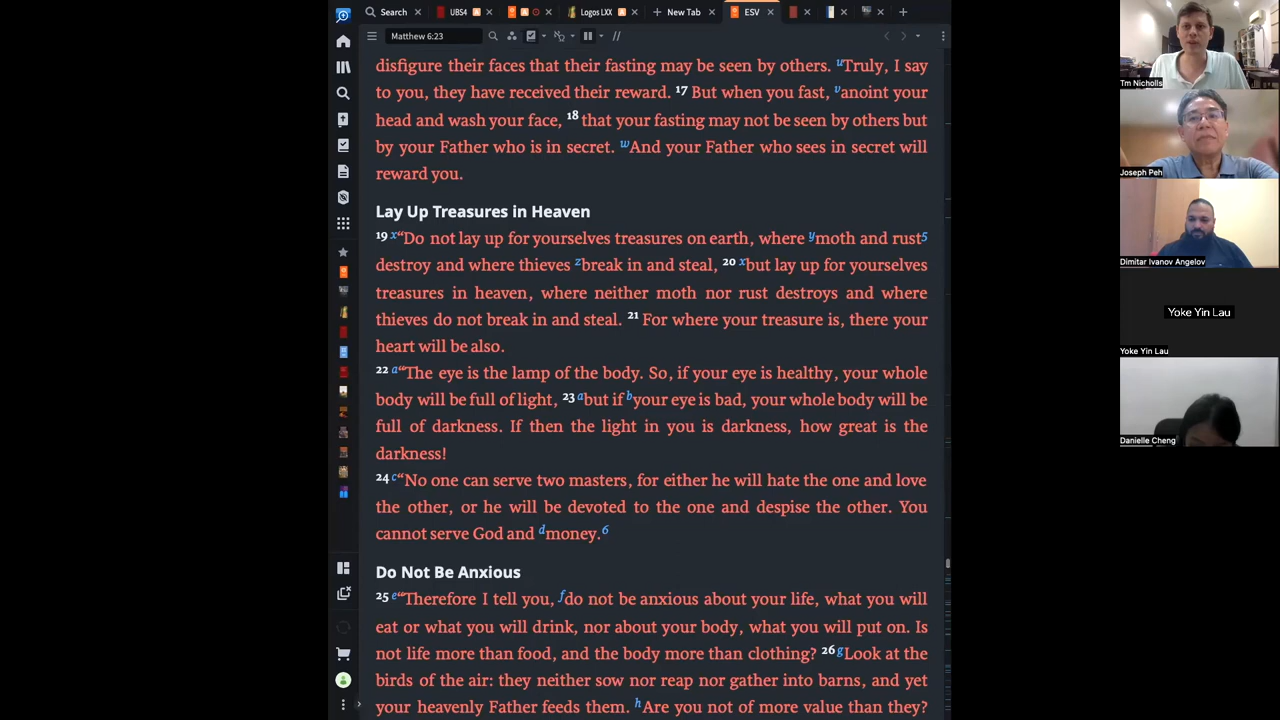 Search
UBS4
A
A
Logos LXX
A
New Tab
ESV
Matthew 6:23
disfigure their faces that their fasting may be seen by others. uTruly, I say
to you, they have received their reward. 17 But when you fast, vanoint your
head and wash your face, 18 that your fasting may not be seen by others but
by your Father who is in secret. wAnd your Father who sees in secret will
reward you.
Lay Up Treasures in Heaven
19 x“Do not lay up for yourselves treasures on earth, where ymoth and rust5
destroy and where thieves zbreak in and steal, 20 xbut lay up for yourselves
treasures in heaven, where neither moth nor rust destroys and where
thieves do not break in and steal. 21 For where your treasure is, there your
heart will be also.
22 a“The eye is the lamp of the body. So, if your eye is healthy, your whole
body will be full of light, 23 abut if byour eye is bad, your whole body will be
full of darkness. If then the light in you is darkness, how great is the
darkness!
24 c“No one can serve two masters, for either he will hate the one and love
the other, or he will be devoted to the one and despise the other. You
cannot serve God and dmoney.6
Do Not Be Anxious
25 e“Therefore I tell you, fdo not be anxious about your life, what you will
eat or what you will drink, nor about your body, what you will put on. Is
not life more than food, and the body more than clothing? 26 gLook at the
birds of the air: they neither sow nor reap nor gather into barns, and yet
your heavenly Father feeds them. hAre you not of more value than they?
Tm Nicholls
Joseph Peh
Dimitar Ivanov Angelov
Yoke Yin Lau
Yoke Yin Lau
Danielle Cheng